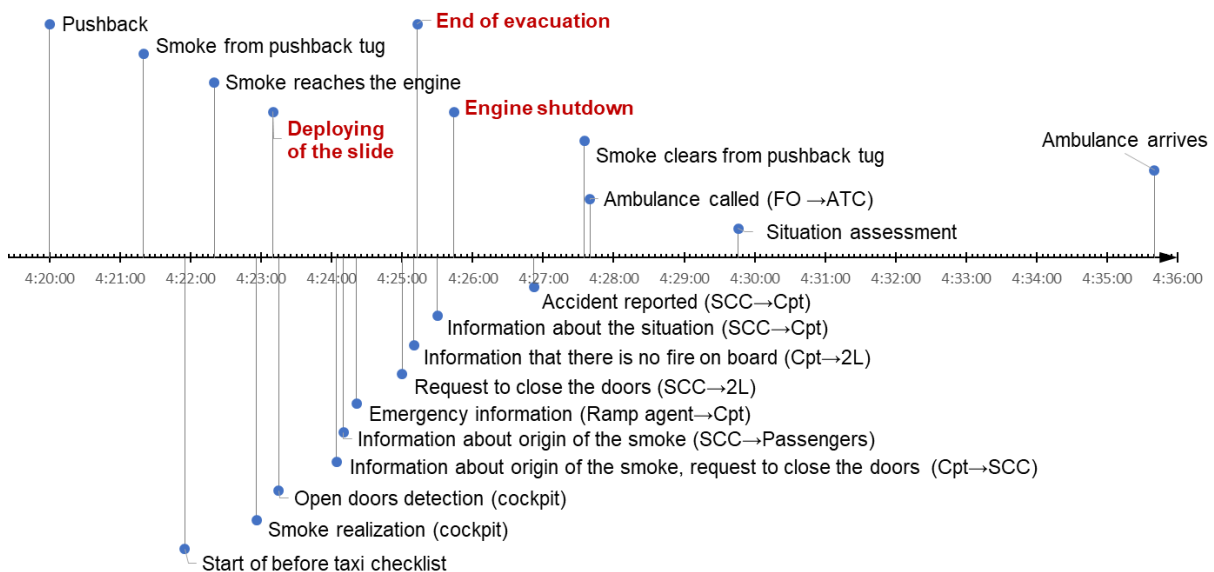 Pushback
End of evacuation
Smoke from pushback tug
Smoke reaches the engine
Deploying
of the slide
Engine shutdown
Smoke clears from pushback tug
Ambulance arrives
Ambulance called (FO →ATC)
Situation assessment
4:20:00 4:21:00 4:22:00 4:23:00 4:24:00 4:25:00 4:26:00 4:27:00 4:28:00 4:29:00 4:30:00 4:31:00 4:32:00 4:33:00 4:34:00 4:35:00 4:36:00
Accident reported (SCC→Cpt)
Information about the situation (SCC→Cpt)
Information that there is no fire on board (Cpt→2L)
Request to close the doors (SCC→2L)
Emergency information (Ramp agent→Cpt)
Information about origin of the smoke (SCC→Passengers)
Information about origin of the smoke, request to close the doors (Cpt→SCC)
Open doors detection (cockpit)
Smoke realization (cockpit)
Start of before taxi checklist